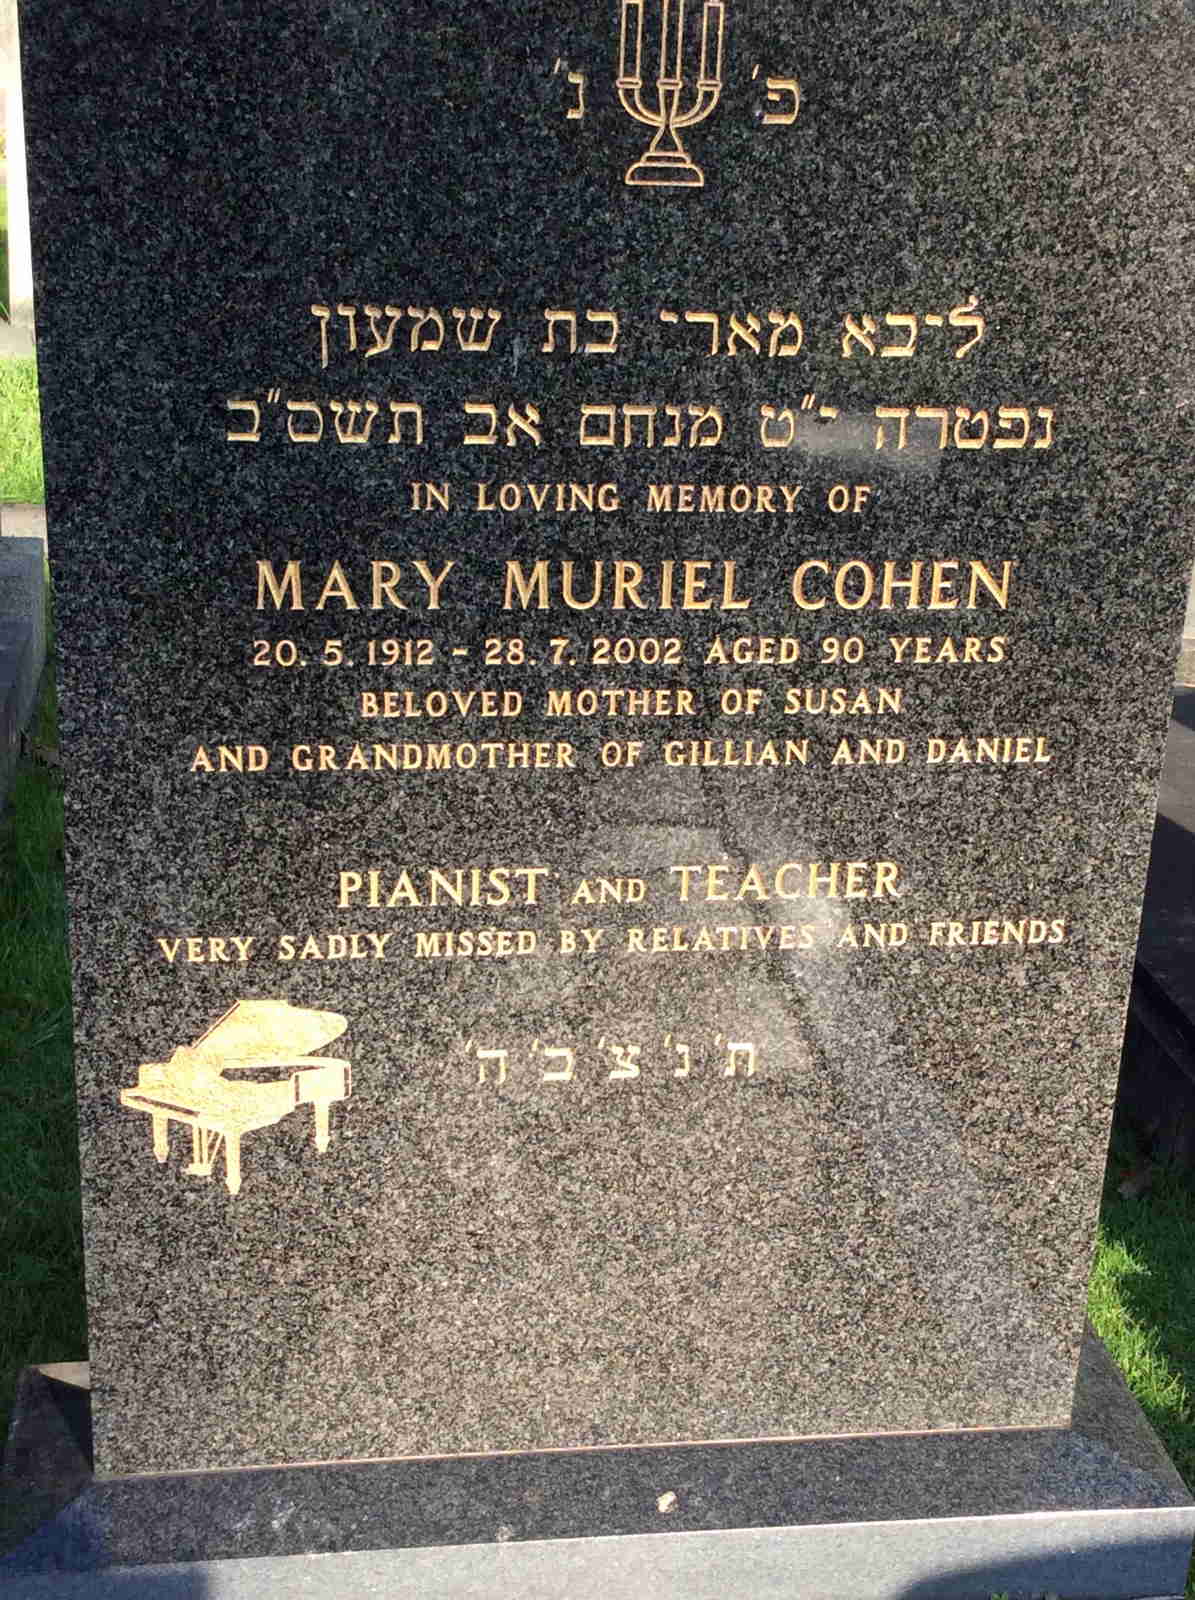 פ' נ'
ליבא מארי בת שמעון
נפטרה י"ט מנחם אב תשס"ב
IN LOVING MEMORY OF
MARY MURIEL COHEN
20. 5. 1912 - 28. 7. 2002 AGED 90 YEARS
BELOVED MOTHER OF SUSAN
AND GRANDMOTHER OF GILLIAN AND DANIEL
PIANIST AND TEACHER
VERY SADLY MISSED BY RELATIVES AND FRIENDS
ת' נ' צ' ב' ה'